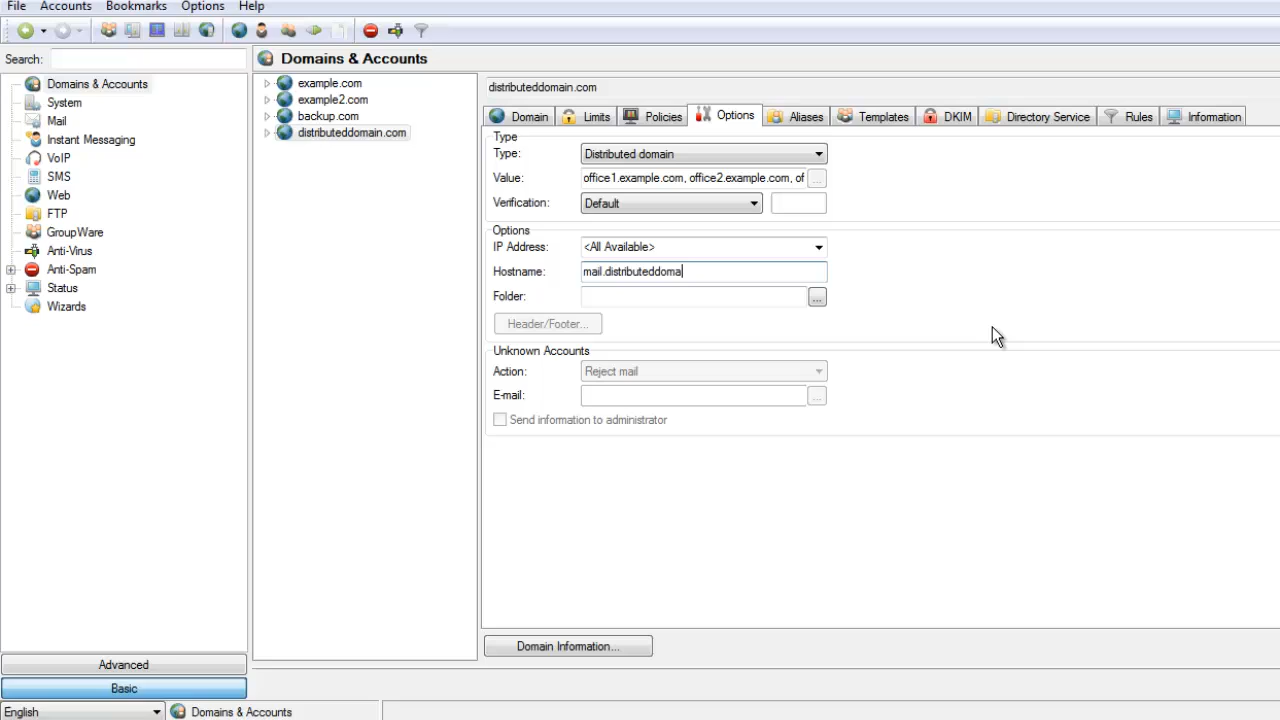 File Accounts Bookmarks Options Help
Search:
Domains & Accounts
System
Mail
Instant Messaging
VoIP
SMS
Web
FTP
GroupWare
Anti-Virus
Anti-Spam
Status
Wizards
Advanced
Basic
English
Domains & Accounts
Domains & Accounts
example.com
example2.com
backup.com
distributeddomain.com
distributeddomain.com
Domain Limits Policies Options Aliases Templates DKIM Directory Service Rules Information
Type
Type: Distributed domain
Value: office1.example.com, office2.example.com, of ...
Verification: Default
Options
IP Address: <All Available>
Hostname: mail.distributeddoma
Folder: ...
Header/Footer...
Unknown Accounts
Action: Reject mail
E-mail: ...
Send information to administrator
Domain Information...